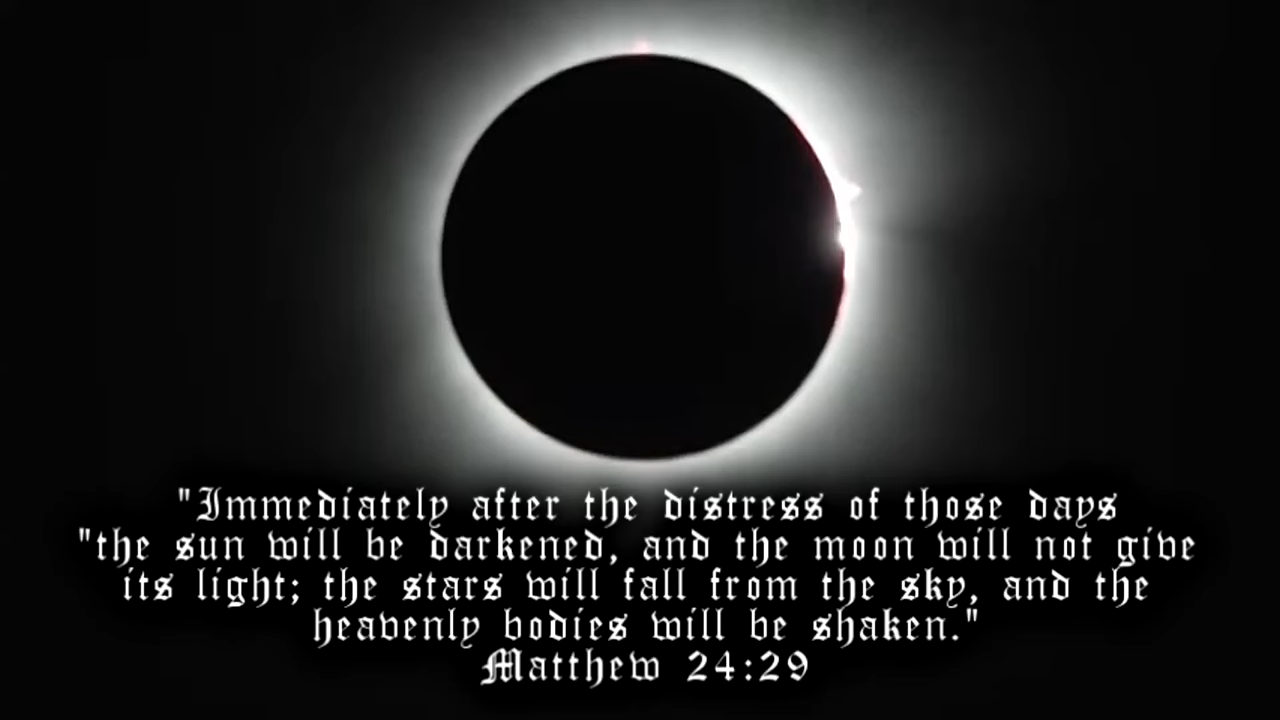 "Immediately after the distress of those days
"the sun will be darkened, and the moon will not give
its light; the stars will fall from the sky, and the
heavenly bodies will be shaken."
Matthew 24:29